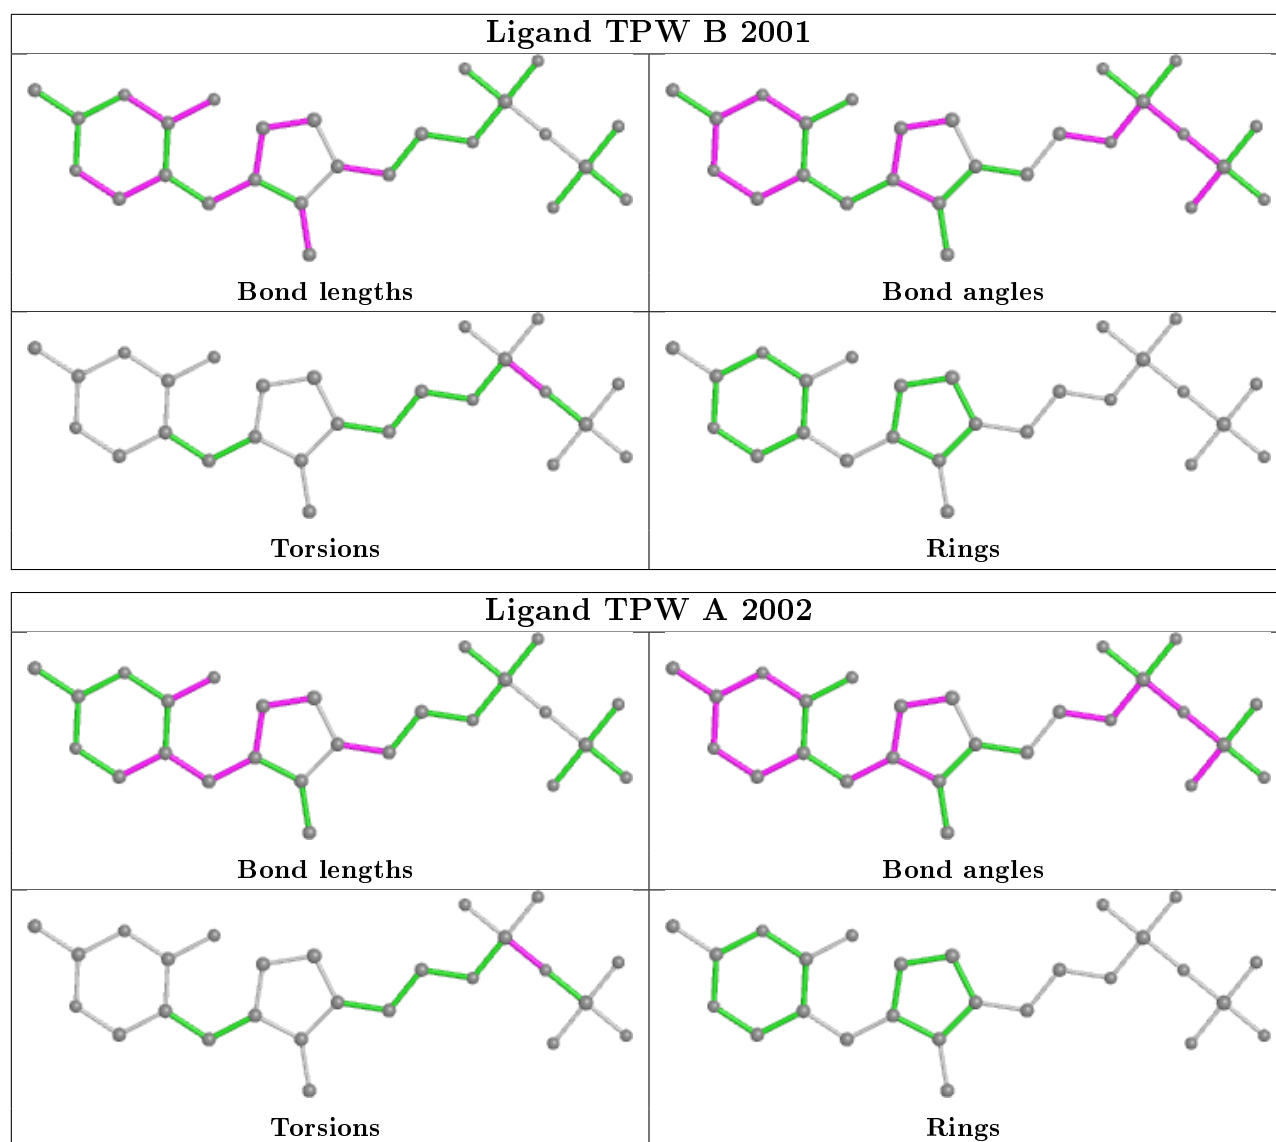 Ligand TPW B 2001
Bond lengths
Bond angles
Torsions
Rings
Ligand TPW A 2002
Bond lengths
Bond angles
Torsions
Rings